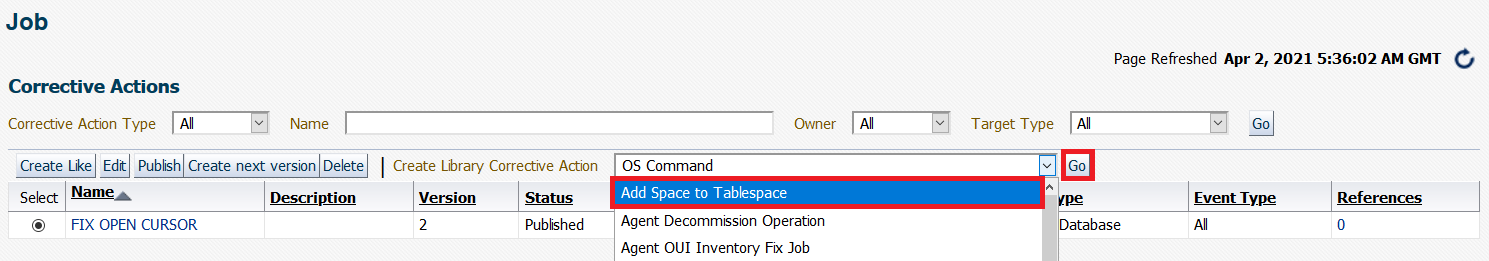 Job
Page Refreshed Apr 2, 2021 5:36:02 AM GMT
Corrective Actions
Corrective Action Type All Name Owner All Target Type All Go
Create Like Edit Publish Create next version Delete Create Library Corrective Action OS Command Go
Select Name Description Version Status Add Space to Tablespace ype Event Type References
FIX OPEN CURSOR 2 Published Agent Decommission Operation Database All 0
Agent OUI Inventory Fix Job